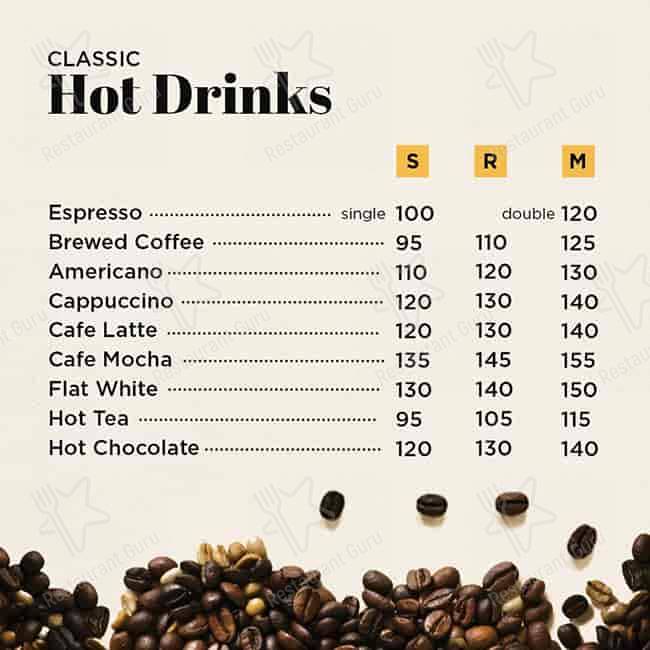 CLASSIC
Hot Drinks
S R M
Espresso single 100 double 120
Brewed Coffee 95 110 125
Americano 110 120 130
Cappuccino 120 130 140
Cafe Latte 120 130 140
Cafe Mocha 135 145 155
Flat White 130 140 150
Hot Tea 95 105 115
Hot Chocolate 120 130 140
Restaurant Guru